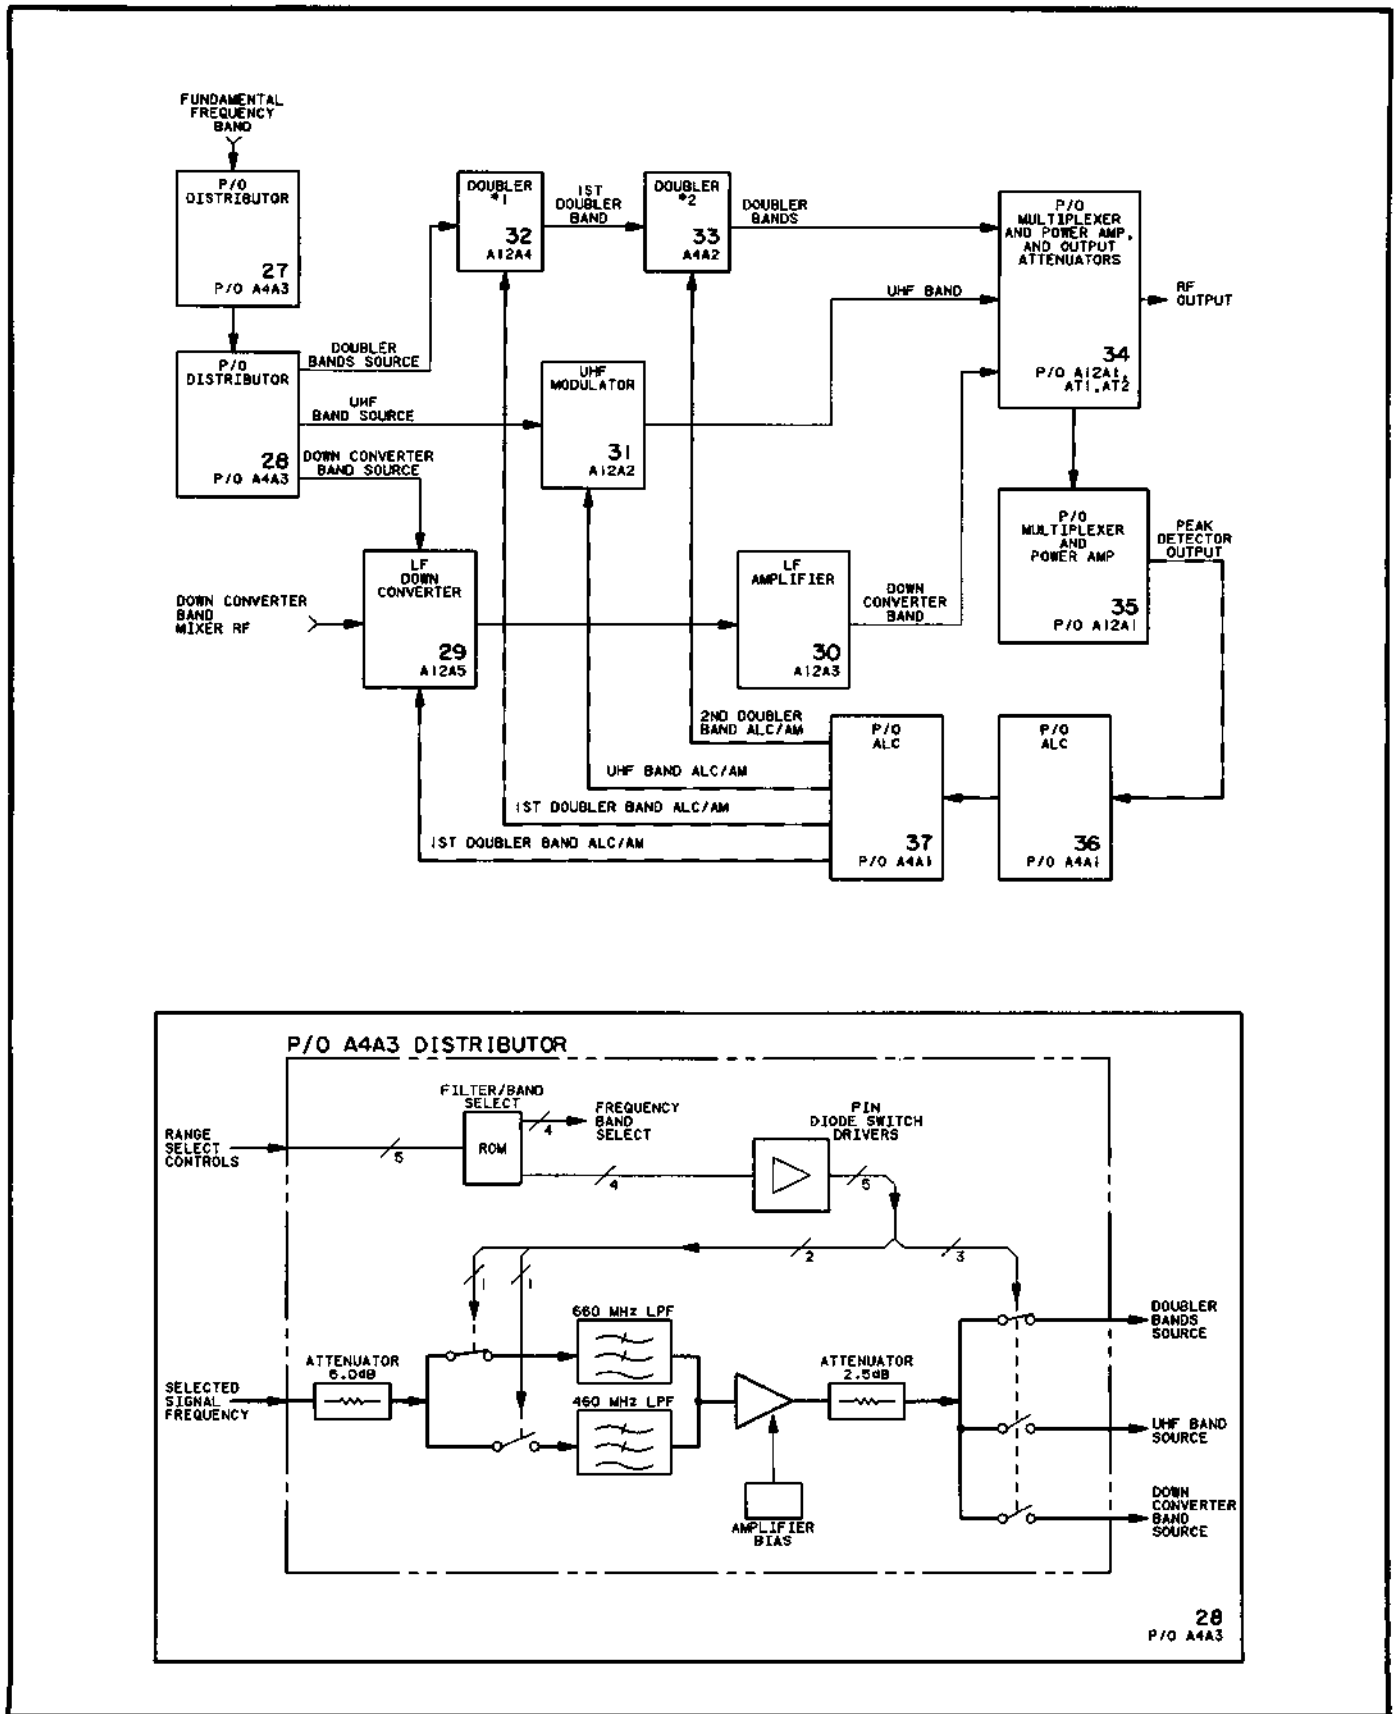 FUNDAMENTAL
FREQUENCY
BAND
P/O
DISTRIBUTOR
27
P/O A4A3
P/O
DISTRIBUTOR
28
P/O A4A3
DOUBLER
BANDS SOURCE
UHF
BAND SOURCE
DOWN CONVERTER
BAND SOURCE
DOUBLER
*1
32
A12A4
1ST
DOUBLER
BAND
DOUBLER
*2
33
A4A2
DOUBLER
BANDS
UHF
MODULATOR
31
A12A2
UHF BAND
P/O
MULTIPLEXER
AND POWER AMP,
AND OUTPUT
ATTENUATORS
34
P/O A12A1,
AT1,AT2
RF
OUTPUT
DOWN CONVERTER
BAND
MIXER RF
LF
DOWN
CONVERTER
29
A12A5
LF
AMPLIFIER
30
A12A3
DOWN
CONVERTER
BAND
P/O
MULTIPLEXER
AND
POWER AMP
35
P/O A12A1
PEAK
DETECTOR
OUTPUT
2ND DOUBLER
BAND ALC/AM
UHF BAND ALC/AM
1ST DOUBLER BAND ALC/AM
1ST DOUBLER BAND ALC/AM
P/O
ALC
37
P/O A4A1
P/O
ALC
36
P/O A4A1
P/O A4A3 DISTRIBUTOR
RANGE
SELECT
CONTROLS
5
FILTER/BAND
SELECT
ROM
4
FREQUENCY
BAND
SELECT
4
PIN
DIODE SWITCH
DRIVERS
5
2
3
1
1
SELECTED
SIGNAL
FREQUENCY
ATTENUATOR
6.0dB
660 MHz LPF
460 MHz LPF
AMPLIFIER
BIAS
ATTENUATOR
2.5dB
DOUBLER
BANDS
SOURCE
UHF BAND
SOURCE
DOWN
CONVERTER
BAND
SOURCE
28
P/O A4A3